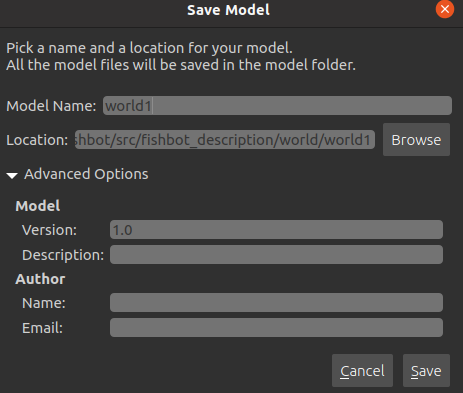 Save Model
Pick a name and a location for your model.
All the model files will be saved in the model folder.
Model Name: world1
Location: hbot/src/fishbot_description/world/world1 Browse
Advanced Options
Model
Version: 1.0
Description:
Author
Name:
Email:
Cancel Save